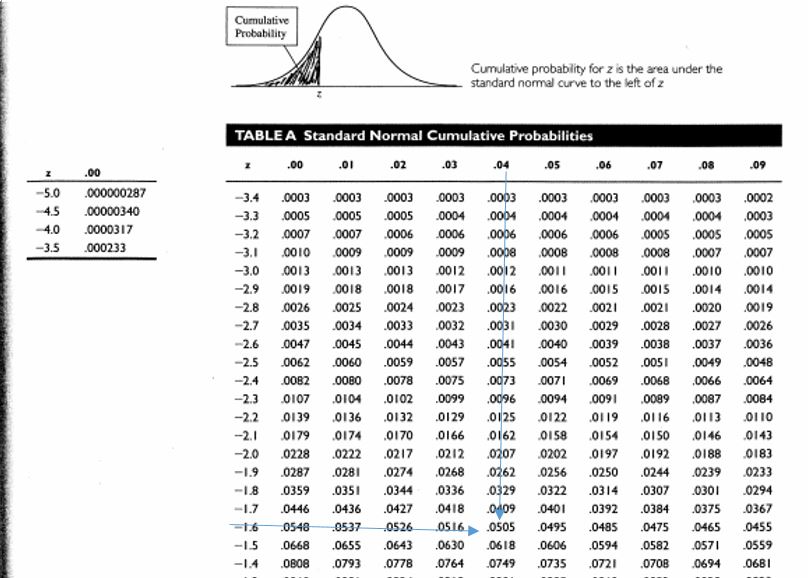 Cumulative
Probability
z
Cumulative probability for z is the area under the
standard normal curve to the left of z
TABLE A Standard Normal Cumulative Probabilities
z .00
−5.0 .000000287
−4.5 .00000340
−4.0 .0000317
−3.5 .000233
z .00 .01 .02 .03 .04 .05 .06 .07 .08 .09
−3.4 .0003 .0003 .0003 .0003 .0003 .0003 .0003 .0003 .0003 .0002
−3.3 .0005 .0005 .0005 .0004 .0004 .0004 .0004 .0004 .0004 .0003
−3.2 .0007 .0007 .0006 .0006 .0006 .0006 .0006 .0005 .0005 .0005
−3.1 .0010 .0009 .0009 .0009 .0008 .0008 .0008 .0008 .0007 .0007
−3.0 .0013 .0013 .0013 .0012 .0012 .0011 .0011 .0011 .0010 .0010
−2.9 .0019 .0018 .0018 .0017 .0016 .0016 .0015 .0015 .0014 .0014
−2.8 .0026 .0025 .0024 .0023 .0023 .0022 .0021 .0021 .0020 .0019
−2.7 .0035 .0034 .0033 .0032 .0031 .0030 .0029 .0028 .0027 .0026
−2.6 .0047 .0045 .0044 .0043 .0041 .0040 .0039 .0038 .0037 .0036
−2.5 .0062 .0060 .0059 .0057 .0055 .0054 .0052 .0051 .0049 .0048
−2.4 .0082 .0080 .0078 .0075 .0073 .0071 .0069 .0068 .0066 .0064
−2.3 .0107 .0104 .0102 .0099 .0096 .0094 .0091 .0089 .0087 .0084
−2.2 .0139 .0136 .0132 .0129 .0125 .0122 .0119 .0116 .0113 .0110
−2.1 .0179 .0174 .0170 .0166 .0162 .0158 .0154 .0150 .0146 .0143
−2.0 .0228 .0222 .0217 .0212 .0207 .0202 .0197 .0192 .0188 .0183
−1.9 .0287 .0281 .0274 .0268 .0262 .0256 .0250 .0244 .0239 .0233
−1.8 .0359 .0351 .0344 .0336 .0329 .0322 .0314 .0307 .0301 .0294
−1.7 .0446 .0436 .0427 .0418 .0409 .0401 .0392 .0384 .0375 .0367
−1.6 .0548 .0537 .0526 .0516 .0505 .0495 .0485 .0475 .0465 .0455
−1.5 .0668 .0655 .0643 .0630 .0618 .0606 .0594 .0582 .0571 .0559
−1.4 .0808 .0793 .0778 .0764 .0749 .0735 .0721 .0708 .0694 .0681